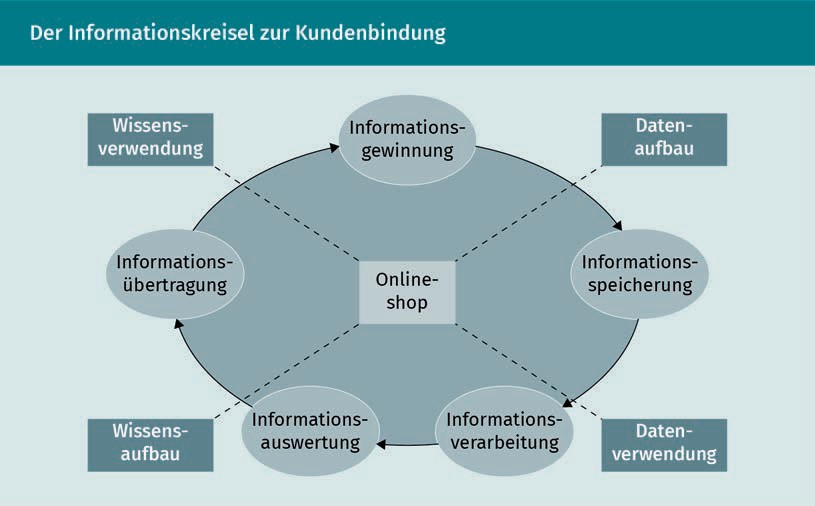 Der Informationskreisel zur Kundenbindung
Wissens-
verwendung
Informations-
gewinnung
Daten-
aufbau
Informations-
übertragung
Online-
shop
Informations-
speicherung
Wissens-
aufbau
Informations-
auswertung
Informations-
verarbeitung
Daten-
verwendung